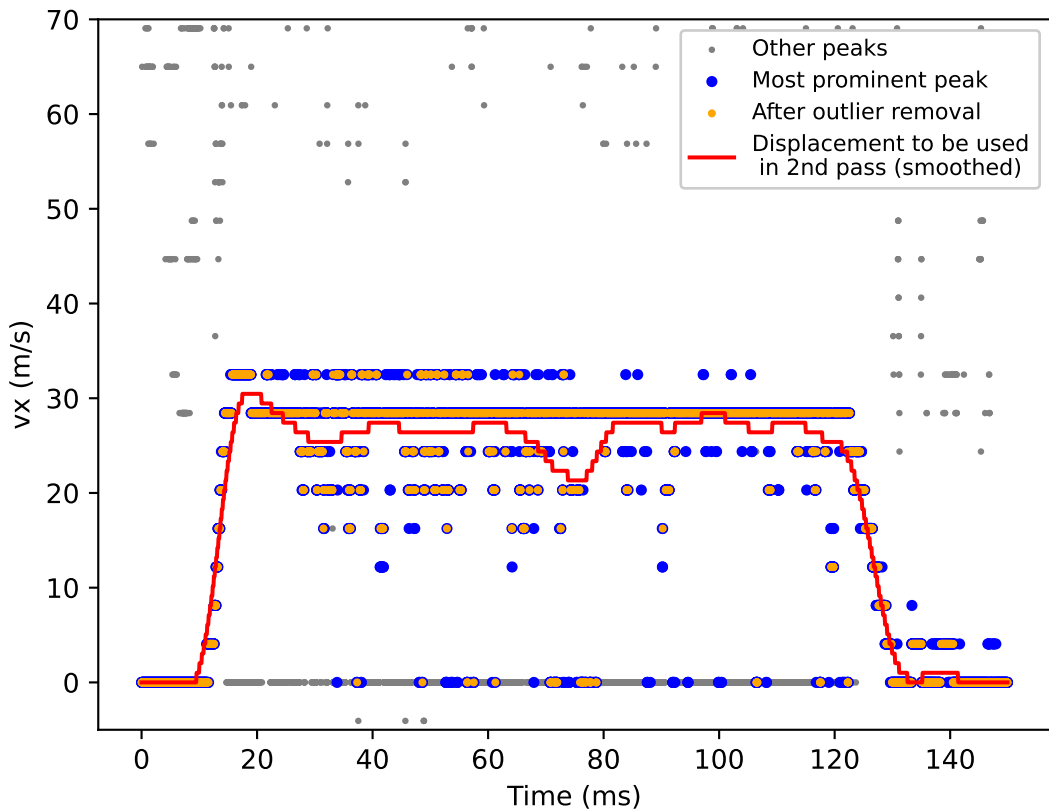 70
60
50
40
30
20
10
0
vx (m/s)
Other peaks
Most prominent peak
After outlier removal
Displacement to be used
in 2nd pass (smoothed)
0 20 40 60 80 100 120 140
Time (ms)